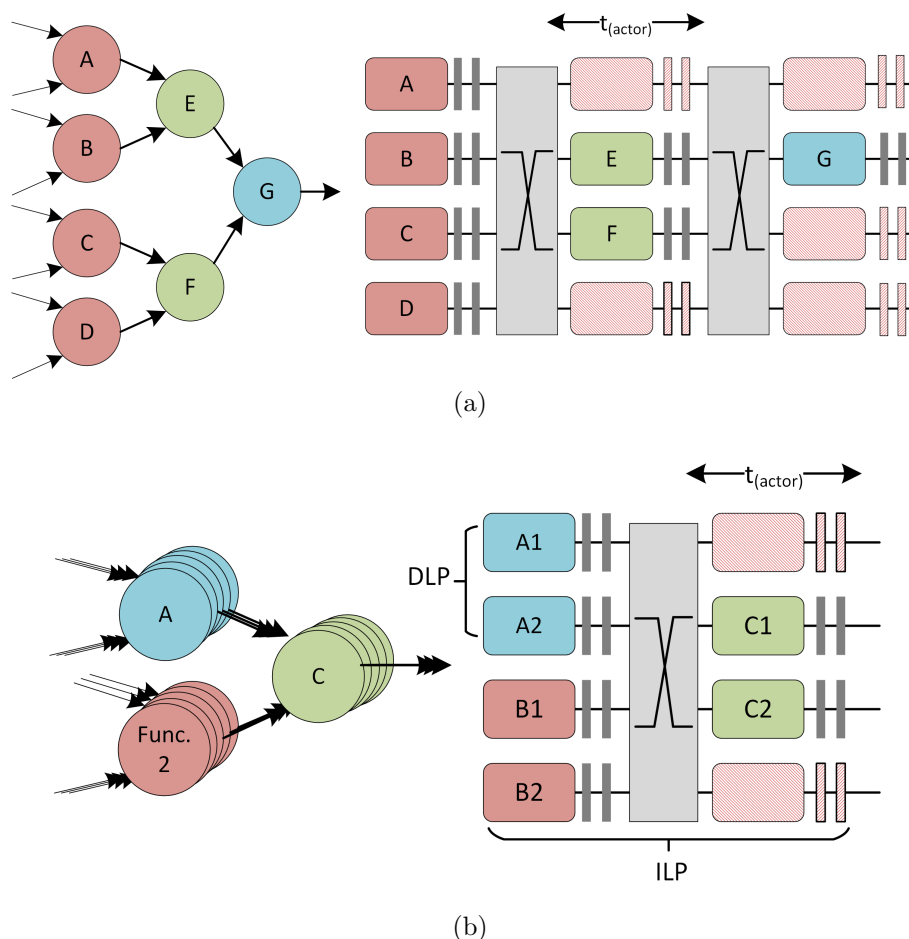 t(actor)
A
A
E
B
B
E
G
G
C
C
F
F
D
D
(a)
t(actor)
A1
DLP
A
A2
C1
C
B1
C2
Func.
2
B2
ILP
(b)